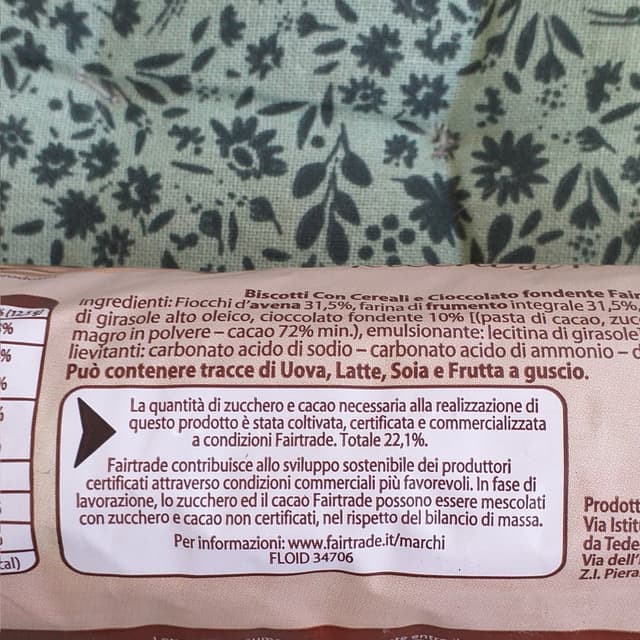 Biscotti Con Cereali e Cioccolato fondente
Ingredienti: Fiocchi d'avena 31,5%, farina di frumento integrale 31,5%,
di girasole alto oleico, cioccolato fondente 10% [(pasta di cacao,
magro in polvere – cacao 72% min.), emulsionante: lecitina di girasole
lievitanti: carbonato acido di sodio – carbonato acido di ammonio –
Può contenere tracce di Uova, Latte, Soia e Frutta a guscio.
La quantità di zucchero e cacao necessaria alla realizzazione di
questo prodotto è stata coltivata, certificata e commercializzata
a condizioni Fairtrade. Totale 22,1%.
Fairtrade contribuisce allo sviluppo sostenibile dei produttori
certificati attraverso condizioni commerciali più favorevoli. In fase di
lavorazione, lo zucchero ed il cacao Fairtrade possono essere mescolati
con zucchero e cacao non certificati, nel rispetto del bilancio di massa.
Per informazioni: www.fairtrade.it/marchi
FLOID 34706
Prodott
Via Istit
da Tede
Via dell'
Z.I. Piera